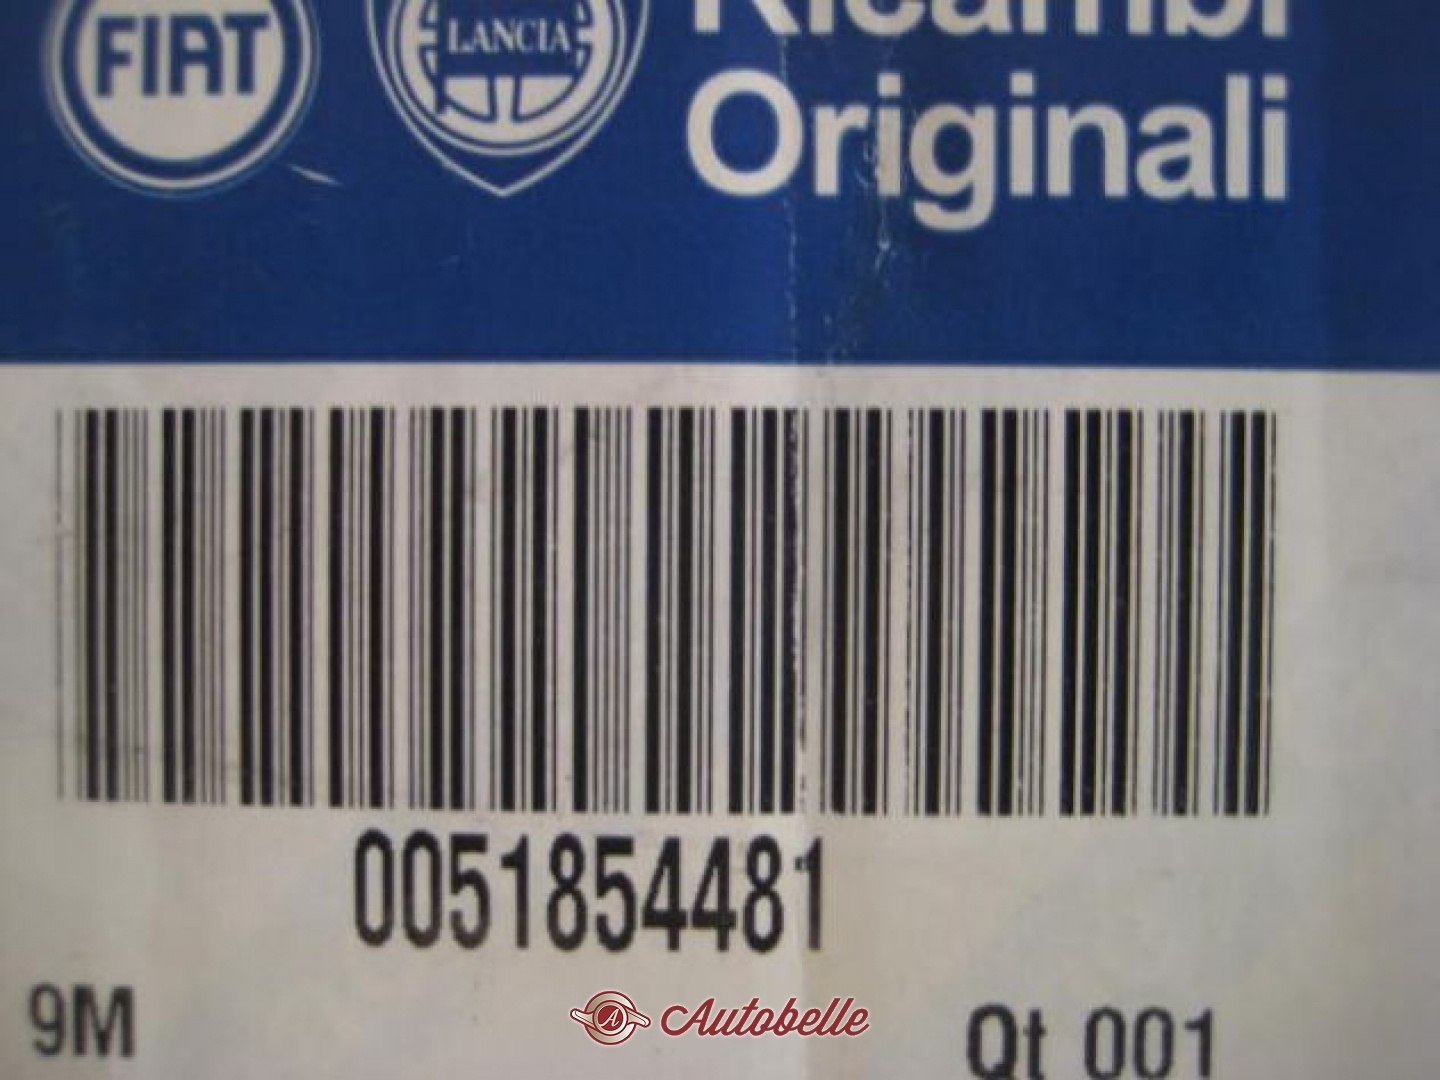 FIAT
LANCIA
Ricambi
Originali
0051854481
9M
Autobelle
Qt 001